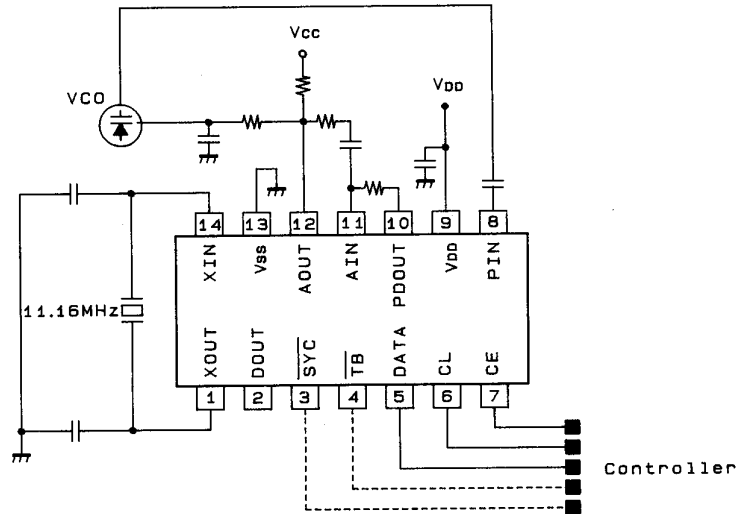 Vcc
VCO
VDD
14 13 12 11 10 9 8
XIN Vss AOUT AIN PDOUT VDD PIN
11.16MHz
XOUT DOUT SYC TB DATA CL CE
1 2 3 4 5 6 7
Controller